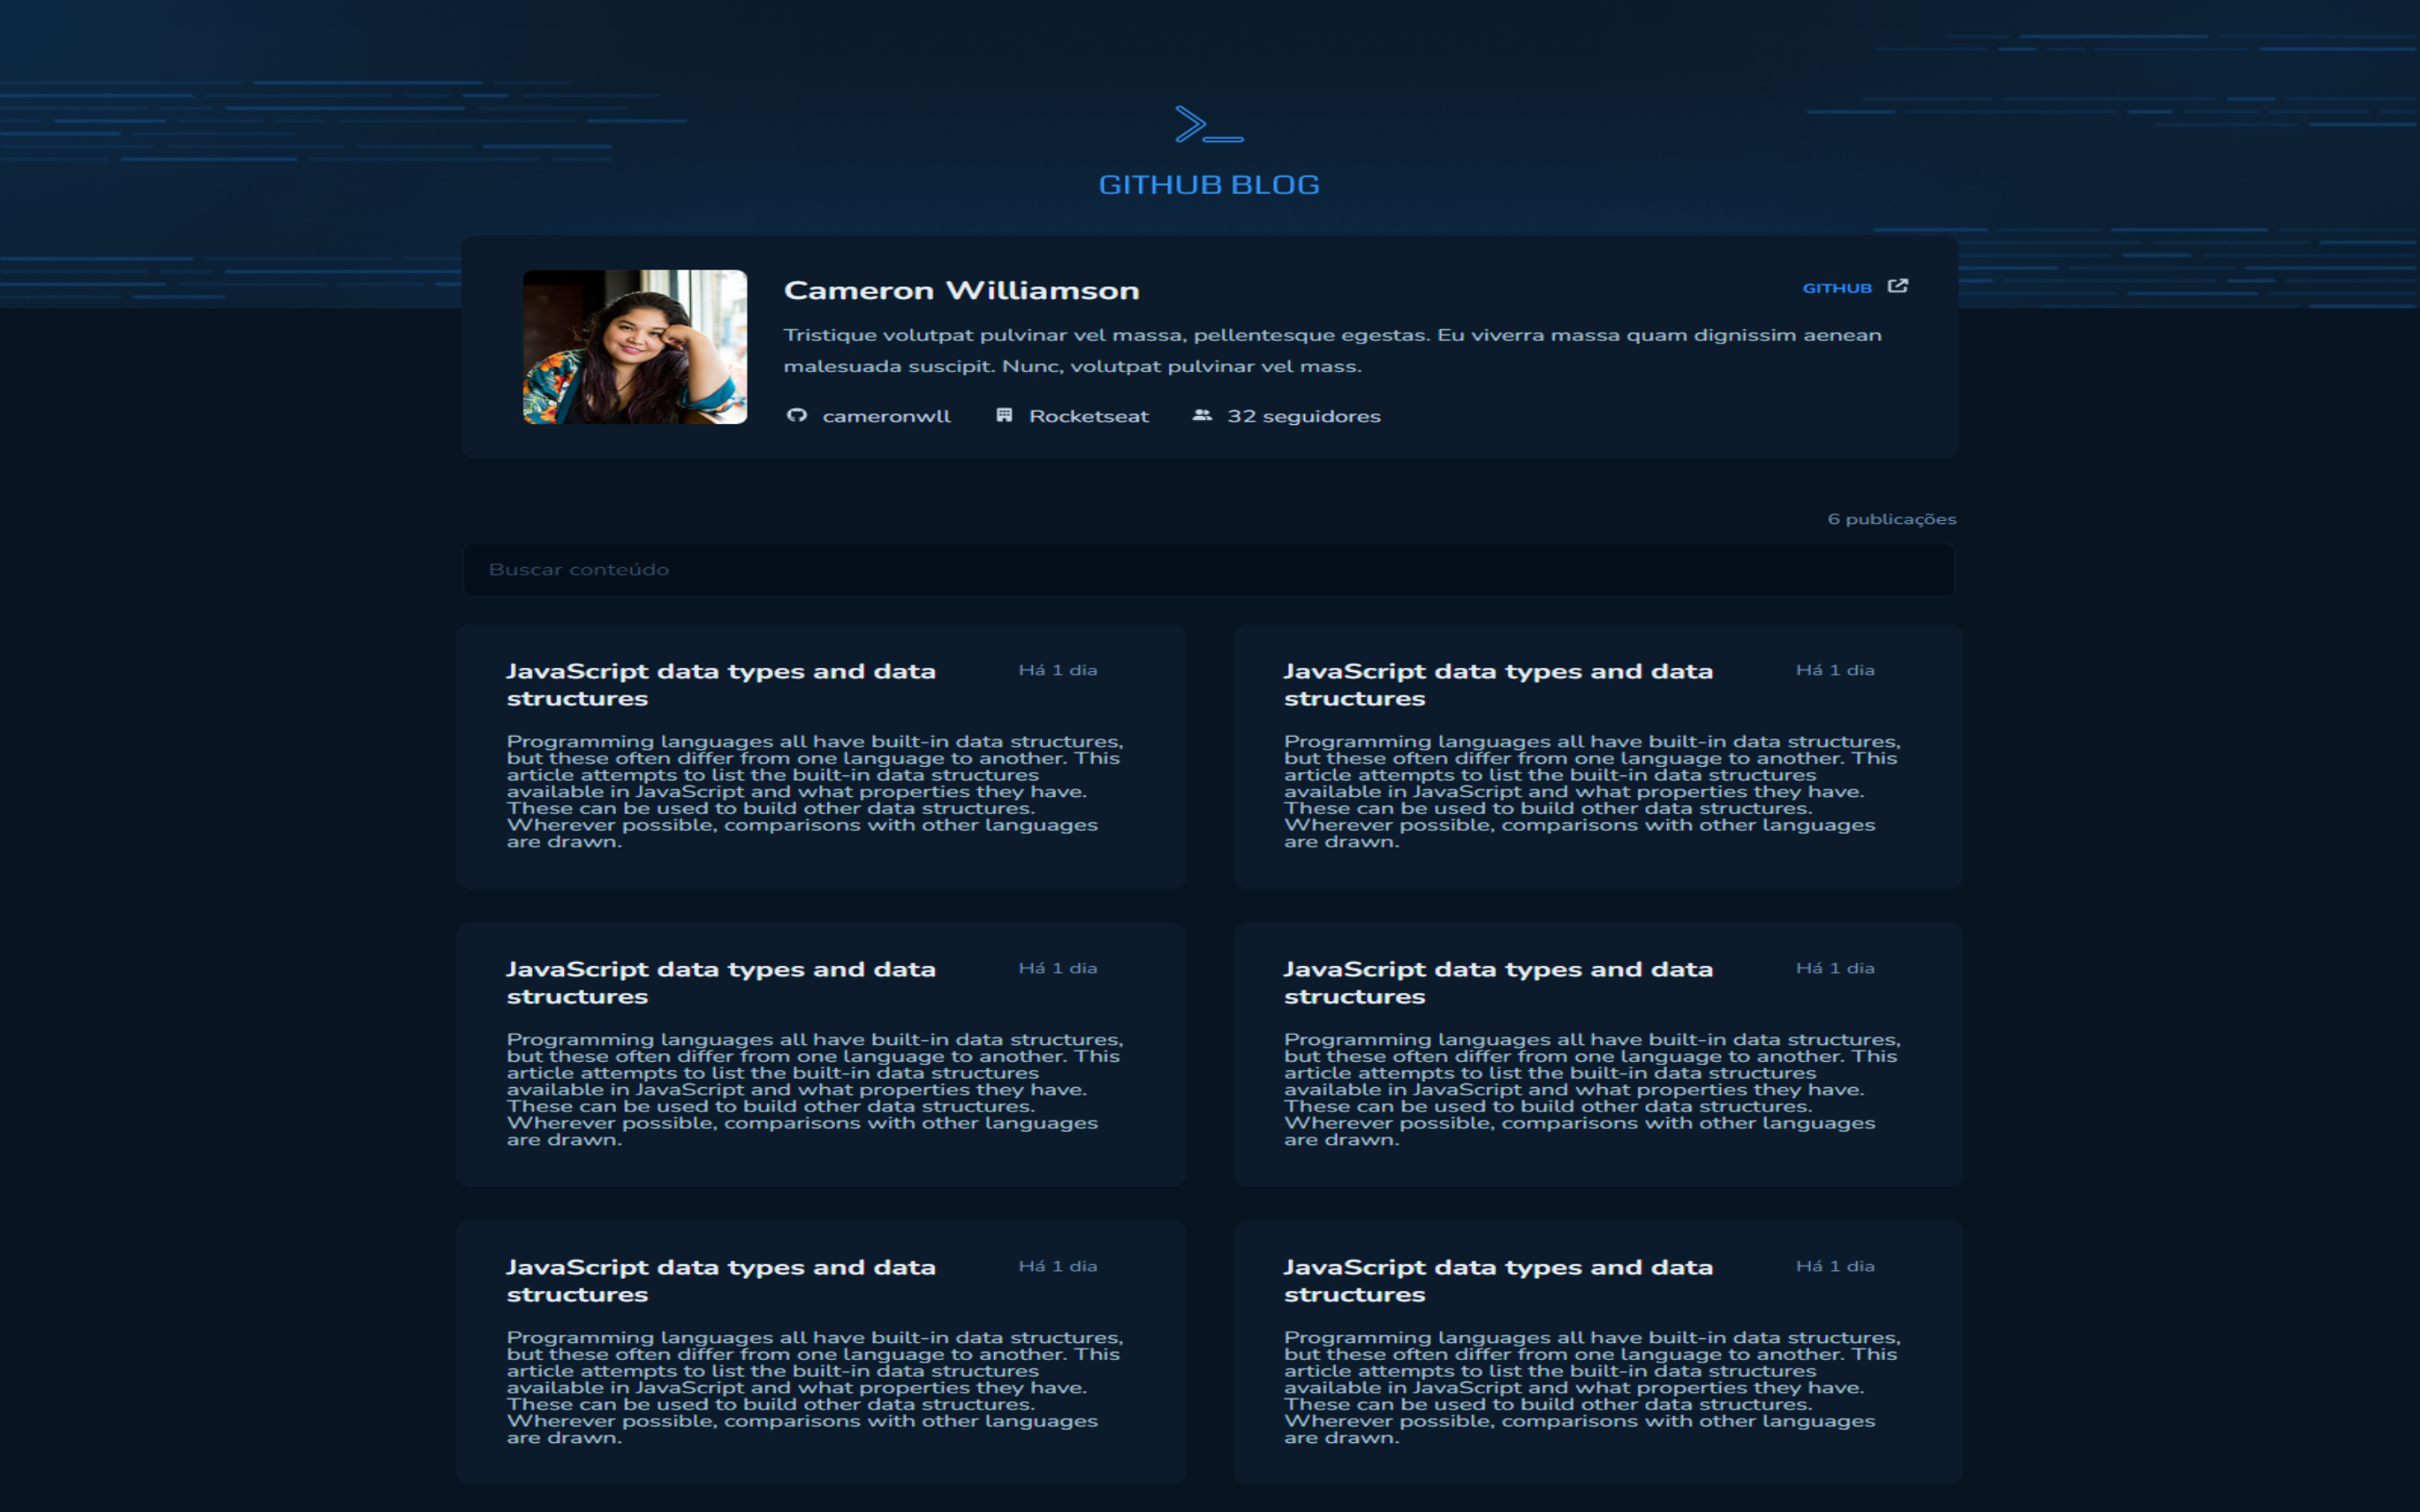 GITHUB BLOG
Cameron Williamson
GITHUB
Tristique volutpat pulvinar vel massa, pellentesque egestas. Eu viverra massa quam dignissim aenean
malesuada suscipit. Nunc, volutpat pulvinar vel mass.
cameronwll
Rocketseat
32 seguidores
6 publicações
Buscar conteúdo
JavaScript data types and data
structures
Há 1 dia
Programming languages all have built-in data structures,
but these often differ from one language to another. This
article attempts to list the built-in data structures
available in JavaScript and what properties they have.
These can be used to build other data structures.
Wherever possible, comparisons with other languages
are drawn.
JavaScript data types and data
structures
Há 1 dia
Programming languages all have built-in data structures,
but these often differ from one language to another. This
article attempts to list the built-in data structures
available in JavaScript and what properties they have.
These can be used to build other data structures.
Wherever possible, comparisons with other languages
are drawn.
JavaScript data types and data
structures
Há 1 dia
Programming languages all have built-in data structures,
but these often differ from one language to another. This
article attempts to list the built-in data structures
available in JavaScript and what properties they have.
These can be used to build other data structures.
Wherever possible, comparisons with other languages
are drawn.
JavaScript data types and data
structures
Há 1 dia
Programming languages all have built-in data structures,
but these often differ from one language to another. This
article attempts to list the built-in data structures
available in JavaScript and what properties they have.
These can be used to build other data structures.
Wherever possible, comparisons with other languages
are drawn.
JavaScript data types and data
structures
Há 1 dia
Programming languages all have built-in data structures,
but these often differ from one language to another. This
article attempts to list the built-in data structures
available in JavaScript and what properties they have.
These can be used to build other data structures.
Wherever possible, comparisons with other languages
are drawn.
JavaScript data types and data
structures
Há 1 dia
Programming languages all have built-in data structures,
but these often differ from one language to another. This
article attempts to list the built-in data structures
available in JavaScript and what properties they have.
These can be used to build other data structures.
Wherever possible, comparisons with other languages
are drawn.